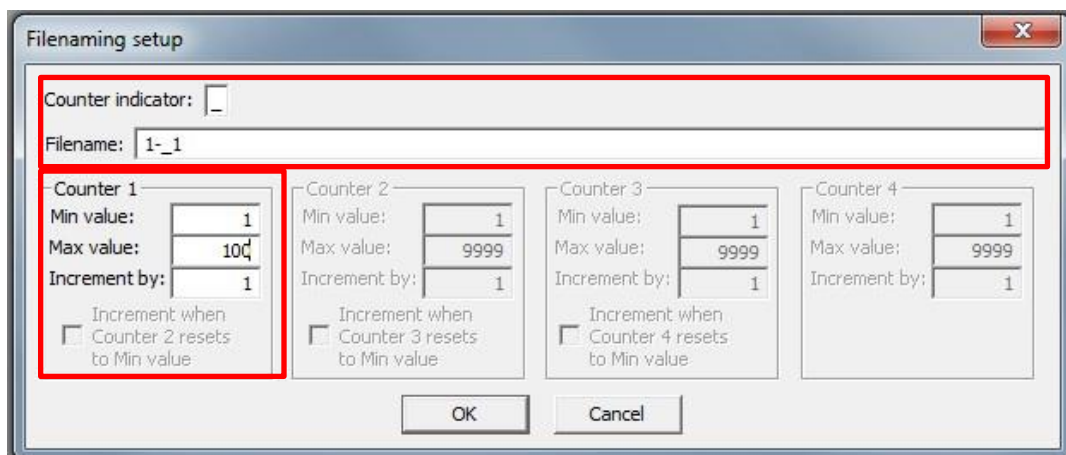 Filenaming setup
Counter indicator: _
Filename: 1-_1
Counter 1
Min value: 1
Max value: 100
Increment by: 1
Increment when
Counter 2 resets
to Min value
Counter 2
Min value: 1
Max value: 9999
Increment by: 1
Increment when
Counter 3 resets
to Min value
Counter 3
Min value: 1
Max value: 9999
Increment by: 1
Increment when
Counter 4 resets
to Min value
Counter 4
Min value: 1
Max value: 9999
Increment by: 1
OK
Cancel